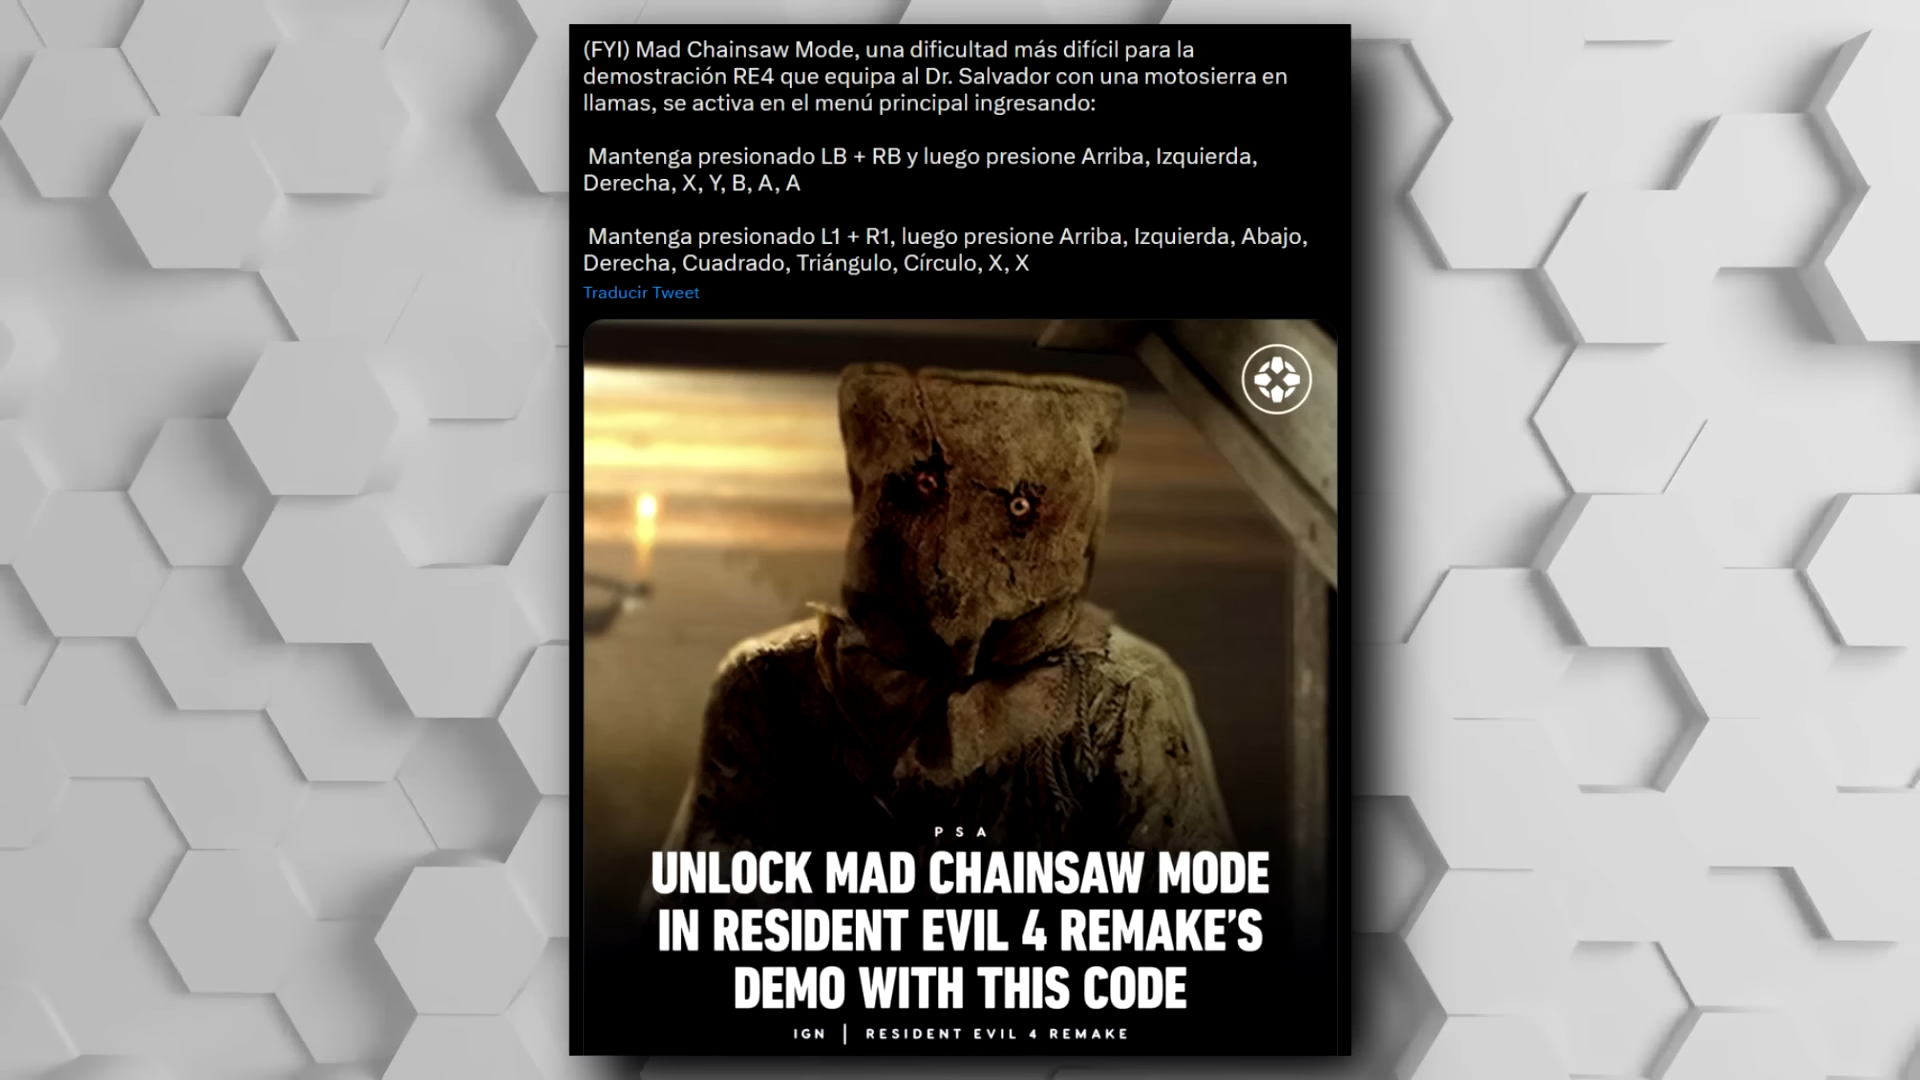 (FYI) Mad Chainsaw Mode, una dificultad más difícil para la
demostración RE4 que equipa al Dr. Salvador con una motosierra en
llamas, se activa en el menú principal ingresando:
Mantenga presionado LB + RB y luego presione Arriba, Izquierda,
Derecha, X, Y, B, A, A
Mantenga presionado L1 + R1, luego presione Arriba, Izquierda, Abajo,
Derecha, Cuadrado, Triángulo, Círculo, X, X
Traducir Tweet
PSA
UNLOCK MAD CHAINSAW MODE
IN RESIDENT EVIL 4 REMAKE'S
DEMO WITH THIS CODE
IGN | RESIDENT EVIL 4 REMAKE